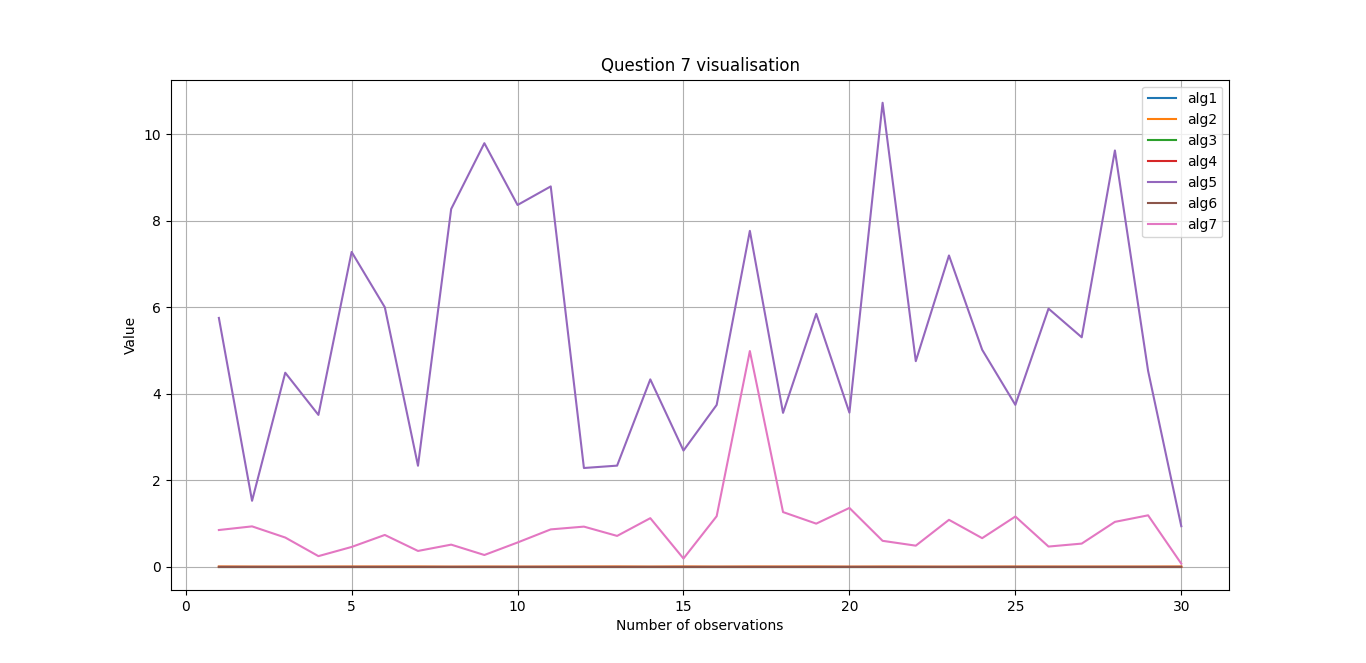 Question 7 visualisation
alg1
alg2
alg3
alg4
alg5
alg6
alg7
10
8
6
4
2
0
Value
0 5 10 15 20 25 30
Number of observations